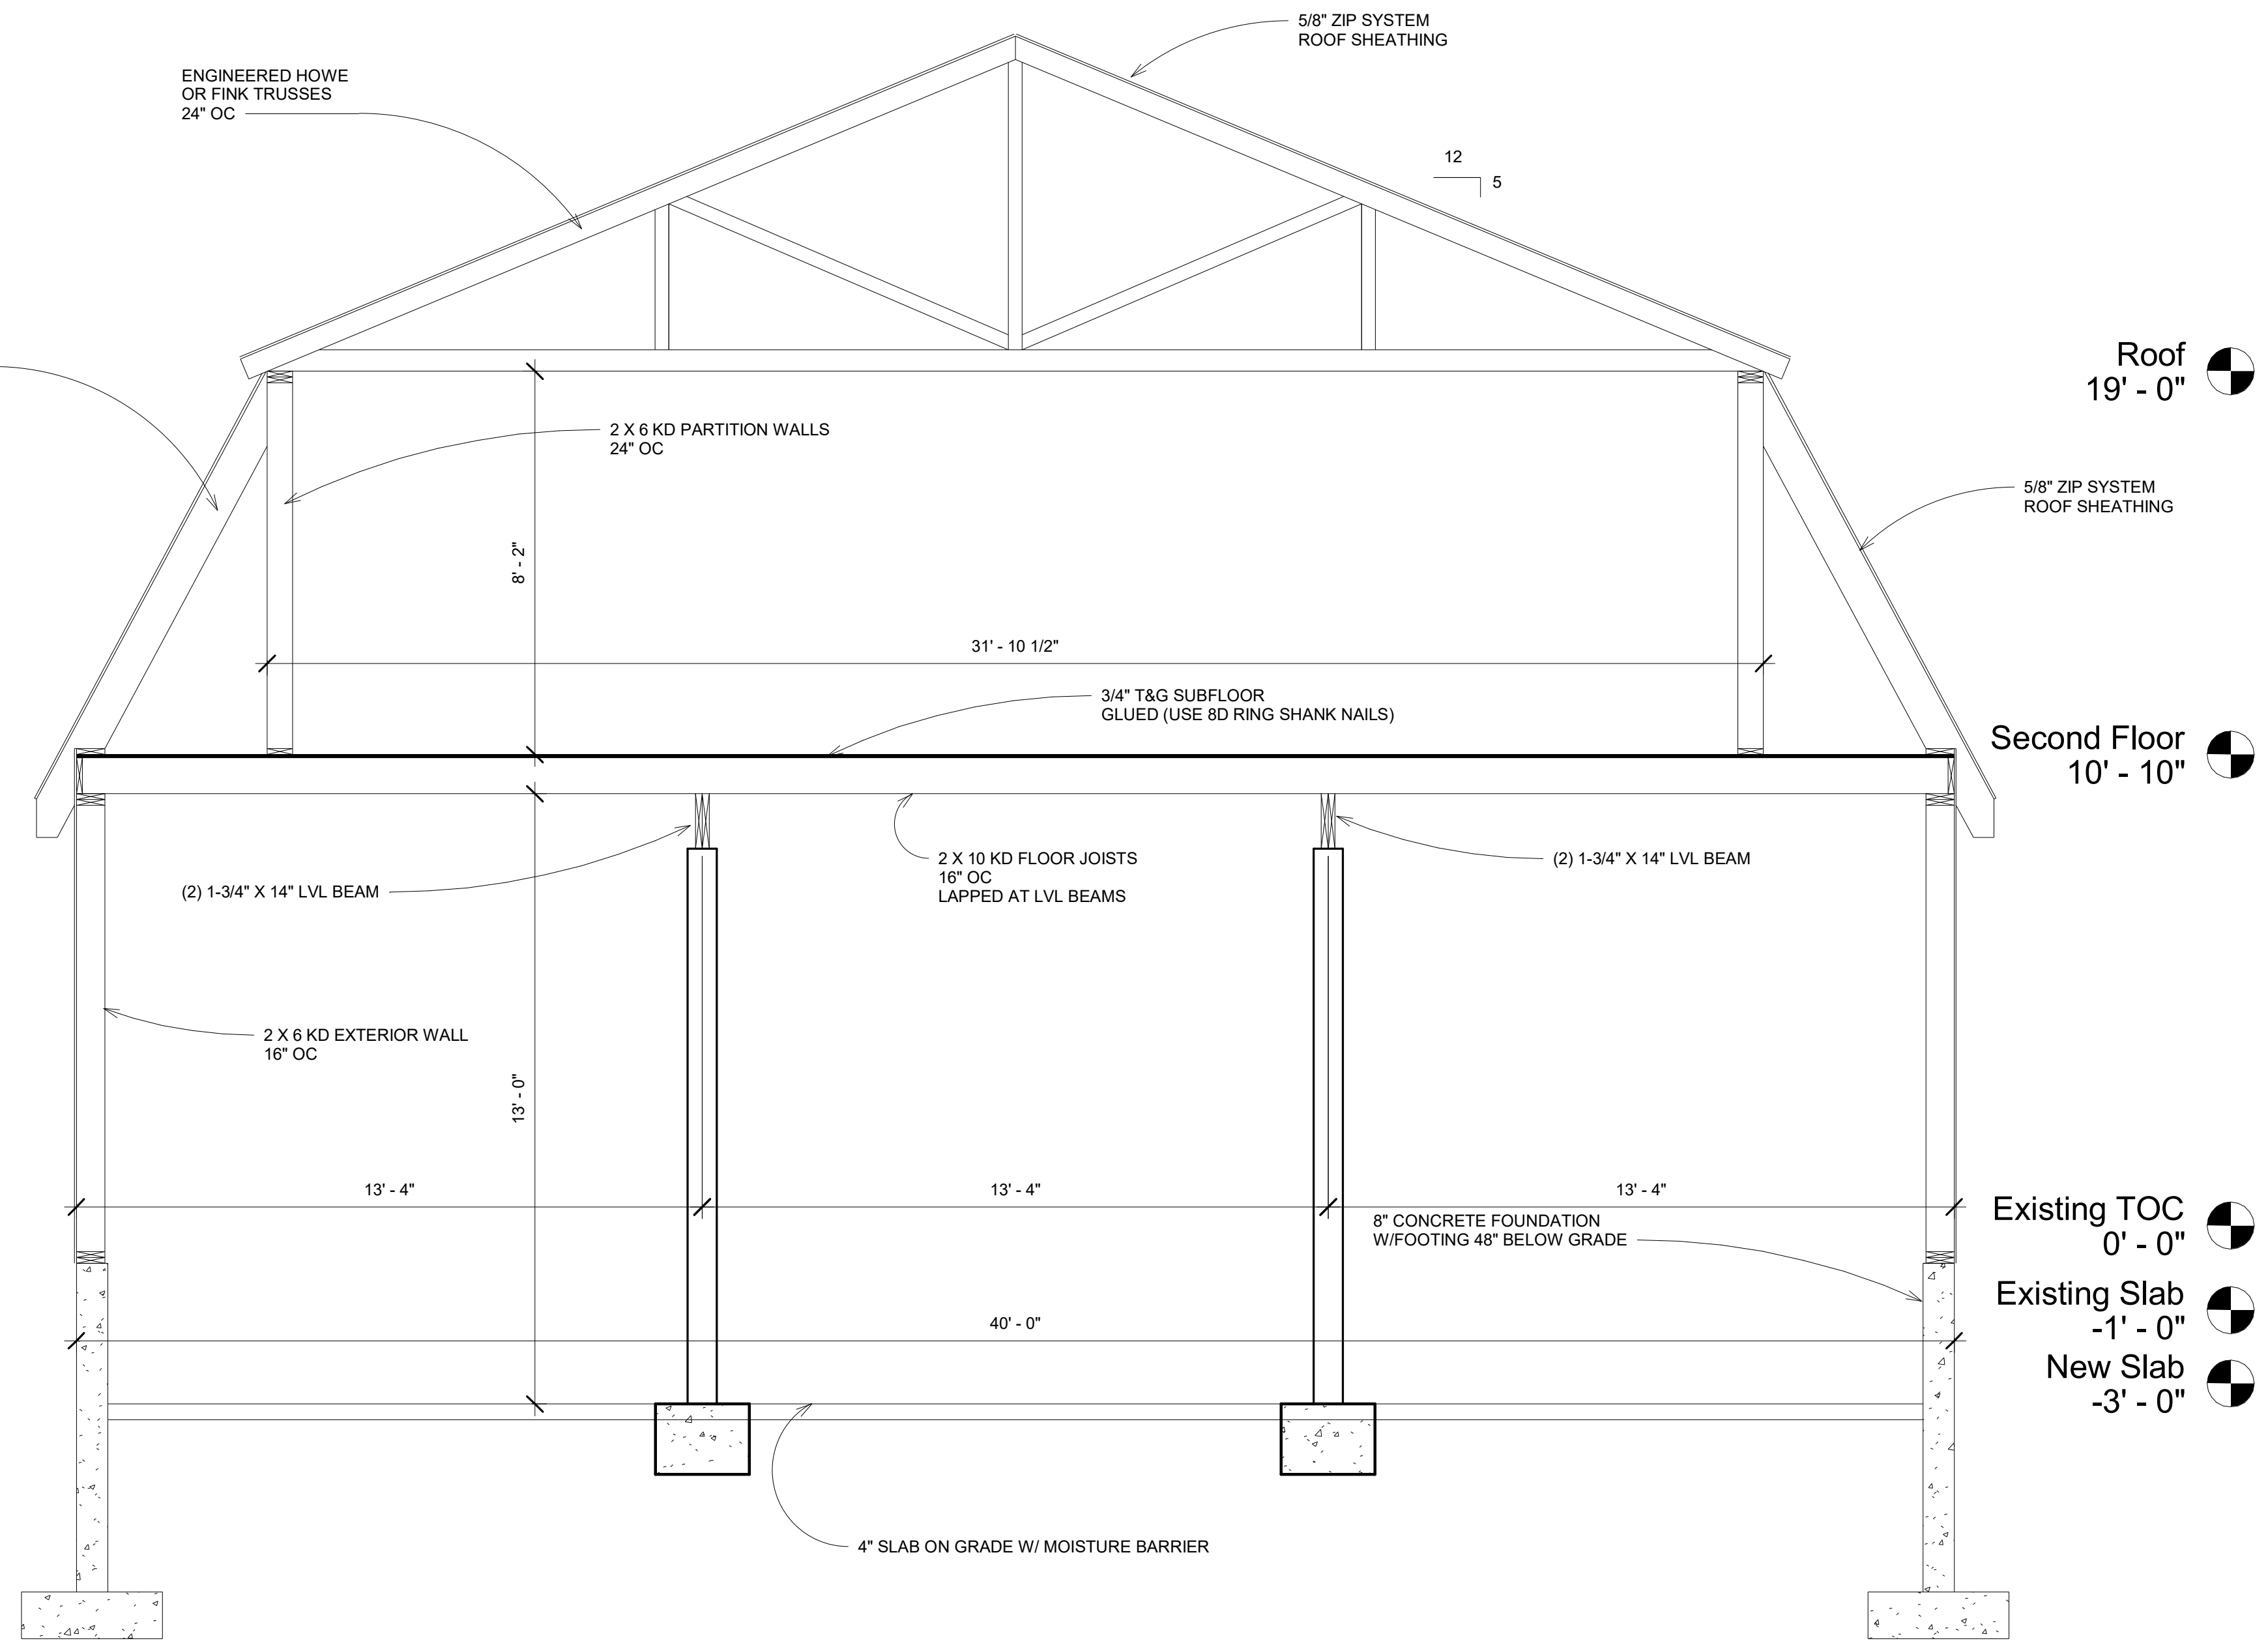 5/8" ZIP SYSTEM
ROOF SHEATHING
ENGINEERED HOWE
OR FINK TRUSSES
24" OC
12
5
Roof
19' - 0"
2 X 6 KD PARTITION WALLS
24" OC
5/8" ZIP SYSTEM
ROOF SHEATHING
8' - 2"
31' - 10 1/2"
3/4" T&G SUBFLOOR
GLUED (USE 8D RING SHANK NAILS)
Second Floor
10' - 10"
(2) 1-3/4" X 14" LVL BEAM
2 X 10 KD FLOOR JOISTS
16" OC
LAPPED AT LVL BEAMS
(2) 1-3/4" X 14" LVL BEAM
2 X 6 KD EXTERIOR WALL
16" OC
13' - 0"
13' - 4"
13' - 4"
13' - 4"
8" CONCRETE FOUNDATION
W/FOOTING 48" BELOW GRADE
Existing TOC
0' - 0"
Existing Slab
-1' - 0"
40' - 0"
New Slab
-3' - 0"
4" SLAB ON GRADE W/ MOISTURE BARRIER